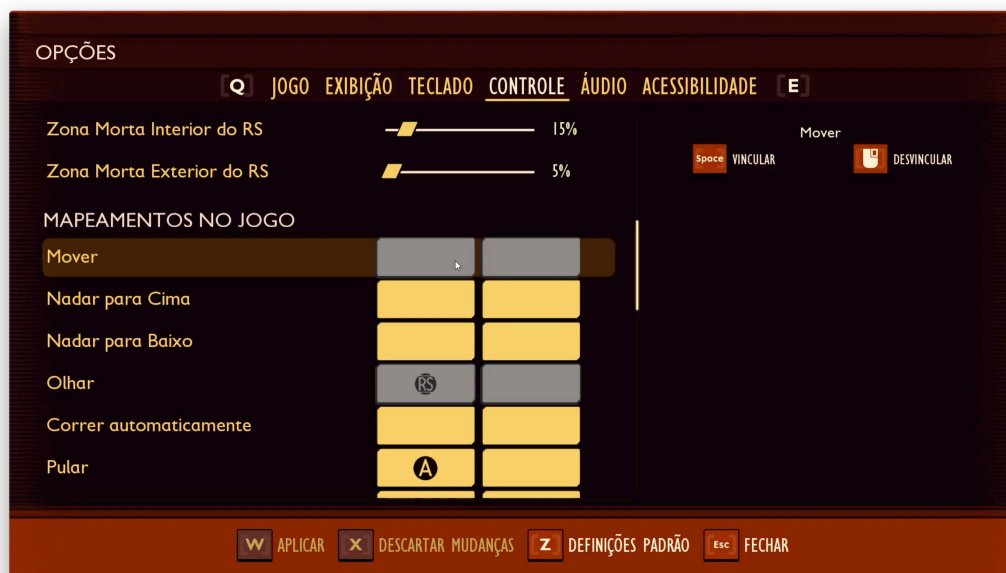 OPÇÕES
Q JOGO EXIBIÇÃO TECLADO CONTROLE ÁUDIO ACESSIBILIDADE E
Zona Morta Interior do RS 15%
Zona Morta Exterior do RS 5%
Mover
Space VINCULAR DESVINCULAR
MAPEAMENTOS NO JOGO
Mover
Nadar para Cima
Nadar para Baixo
Olhar RS
Correr automaticamente
Pular A
W APLICAR X DESCARTAR MUDANÇAS Z DEFINIÇÕES PADRÃO Esc FECHAR